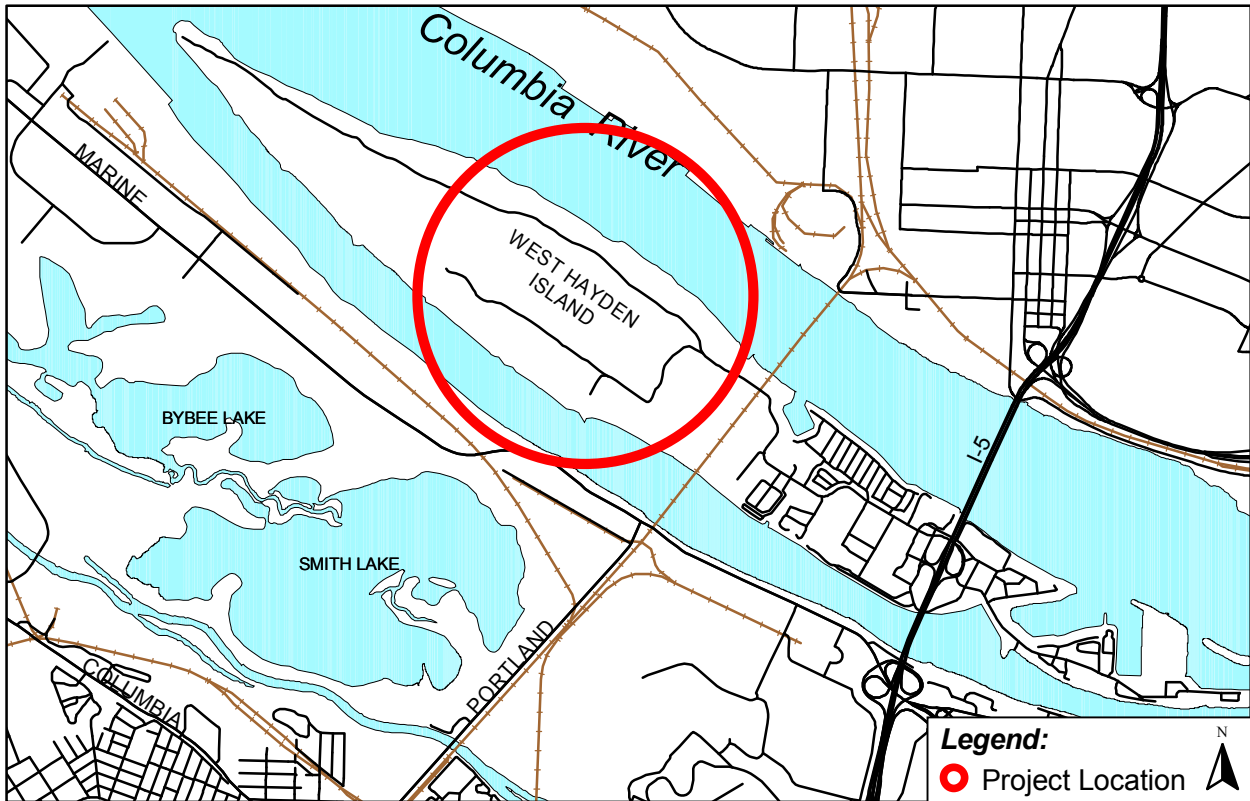 Columbia River
MARINE
WEST HAYDEN
ISLAND
BYBEE LAKE
I-5
SMITH LAKE
PORTLAND
COLUMBIA
Legend:
N
Project Location